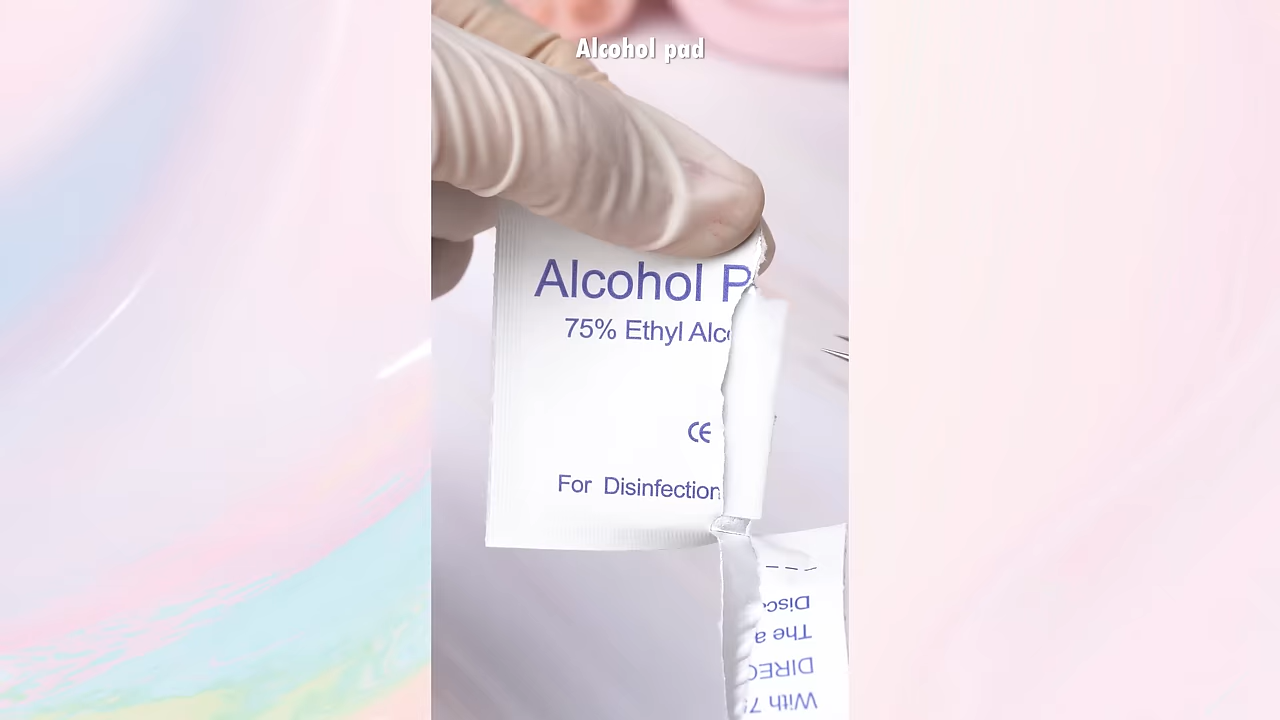 Alcohol pad
Alcohol P
75% Ethyl Alco
CE
For Disinfection
Disc
The a
DIREC
With 7